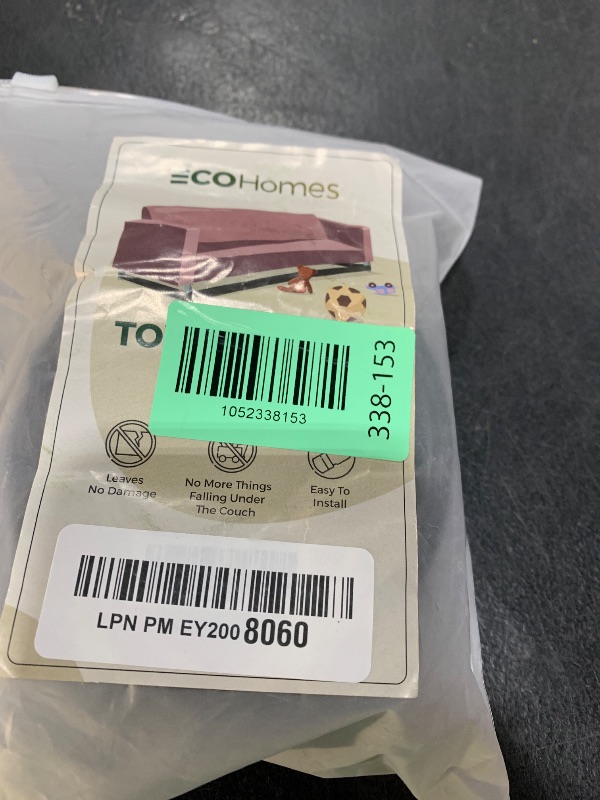 ECOHomes
TO
1052338153
338-153
Leaves
No Damage
No More Things
Falling Under
The Couch
Easy To
Install
LPN PM EY200 8060